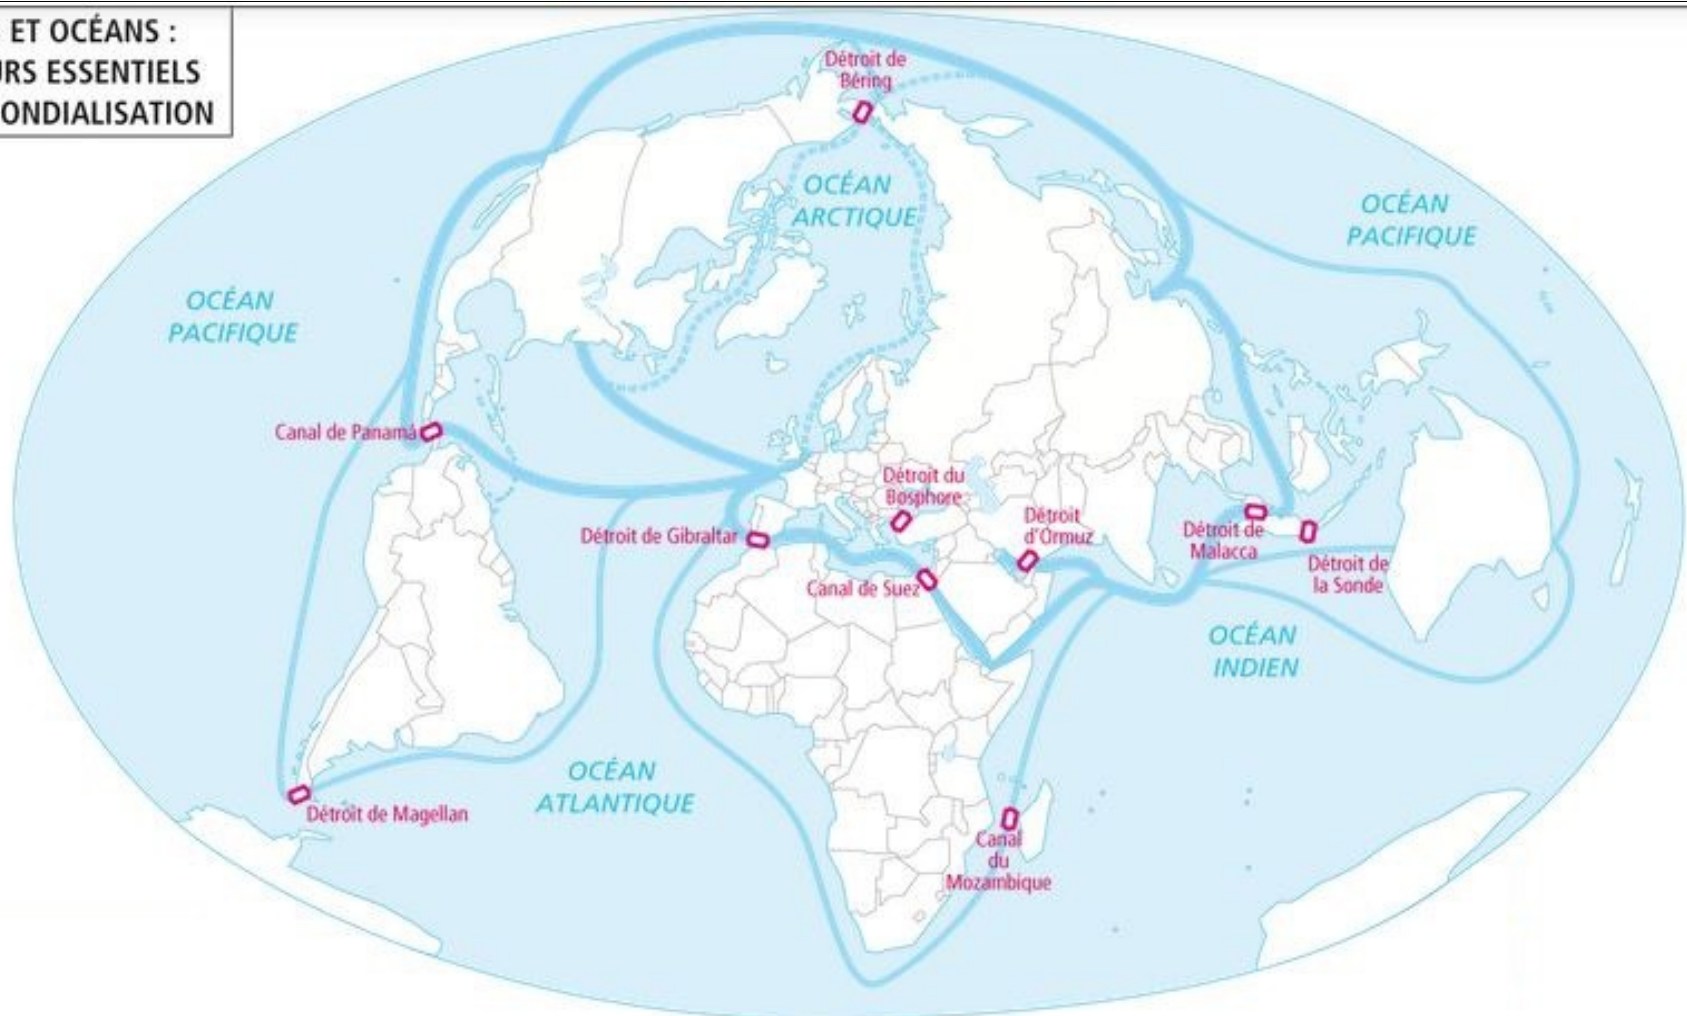 ET OCÉANS :
URS ESSENTIELS
ONDIALISATION
Détroit de
Béring
OCÉAN
ARCTIQUE
OCÉAN
PACIFIQUE
OCÉAN
PACIFIQUE
Canal de Panamá
Détroit du
Bosphore
Détroit de Gibraltar
Détroit
d'Ormuz
Détroit de
Malacca
Canal de Suez
Détroit de
la Sonde
OCÉAN
INDIEN
OCÉAN
ATLANTIQUE
Détroit de Magellan
Canal
du
Mozambique